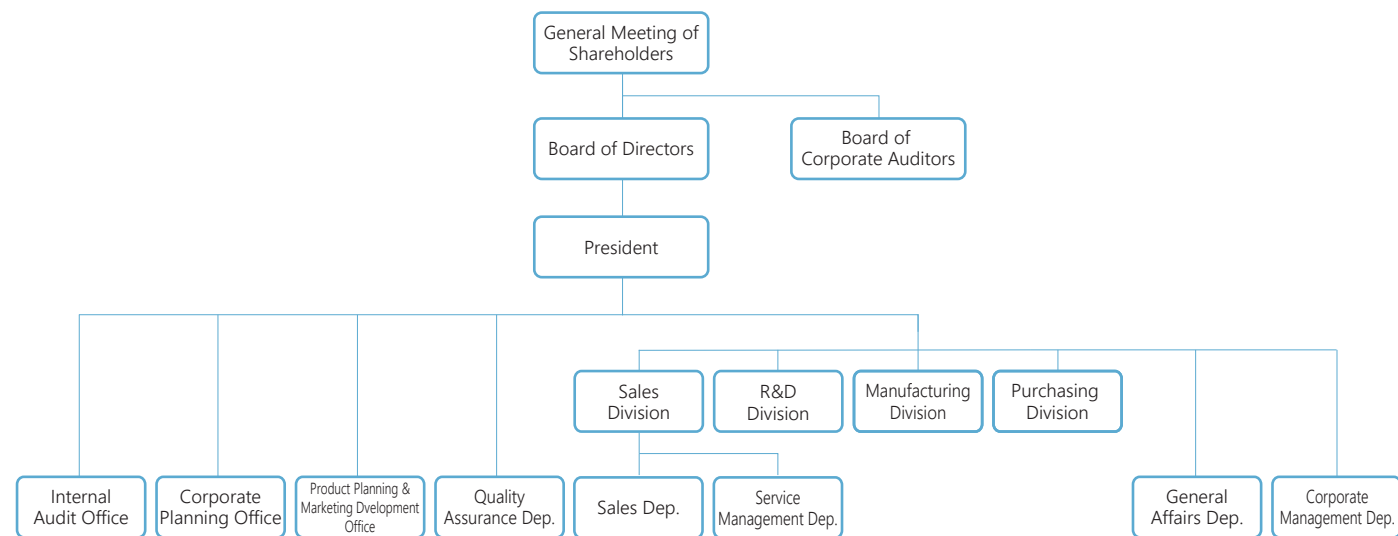 General Meeting of
Shareholders
Board of Directors
Board of
Corporate Auditors
President
Sales
Division
R&D
Division
Manufacturing
Division
Purchasing
Division
Internal
Audit Office
Corporate
Planning Office
Product Planning &
Marketing Dvelopment
Office
Quality
Assurance Dep.
Sales Dep.
Service
Management Dep.
General
Affairs Dep.
Corporate
Management Dep.